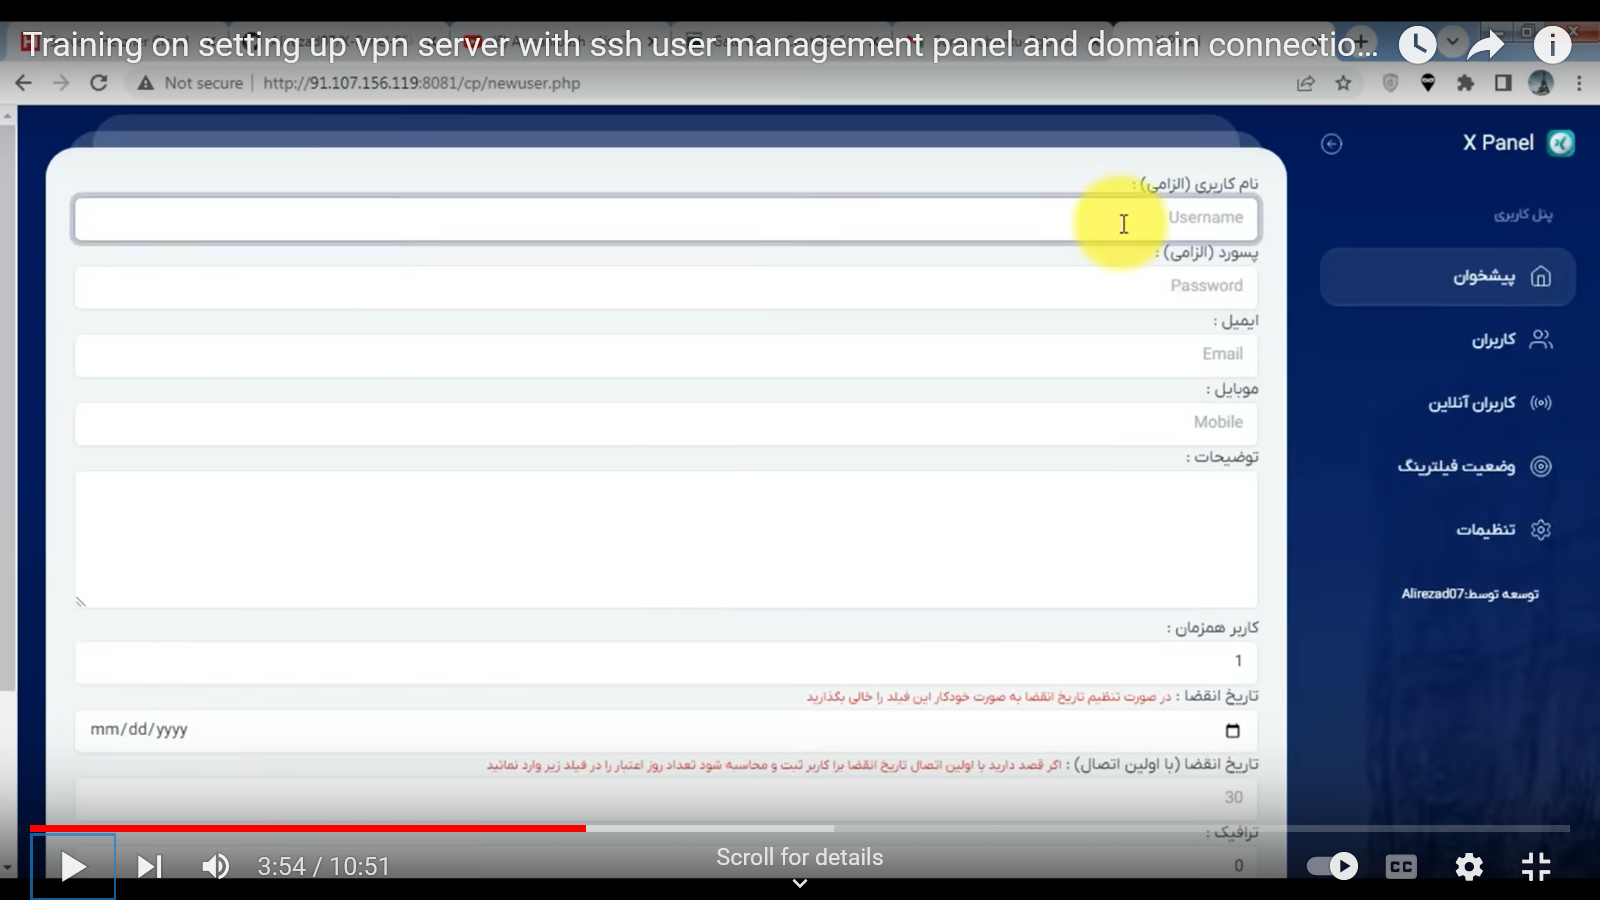 Training on setting up vpn server with ssh user management panel and domain connectio...
Not secure | http://91.107.156.119:8081/cp/newuser.php
X Panel
پنل کاربری
پیشخوان
کاربران
کاربران آنلاین
وضعیت فیلترینگ
تنظیمات
توسعه توسط:Alirezad07
نام کاربری (الزامی) :
Username
پسورد (الزامی) :
Password
ایمیل :
Email
موبایل :
Mobile
توضیحات :
کاربر همزمان :
1
تاریخ انقضا : در صورت تنظیم تاریخ انقضا به صورت خودکار این فیلد را خالی بگذارید
mm/dd/yyyy
تاریخ انقضا (با اولین اتصال) : اگر قصد دارید با اولین اتصال تاریخ انقضا برا کاربر ثبت و محاسبه شود تعداد روز اعتبار را در فیلد زیر وارد نمائید
30
ترافیک :
0
3:54 / 10:51
Scroll for details
CC